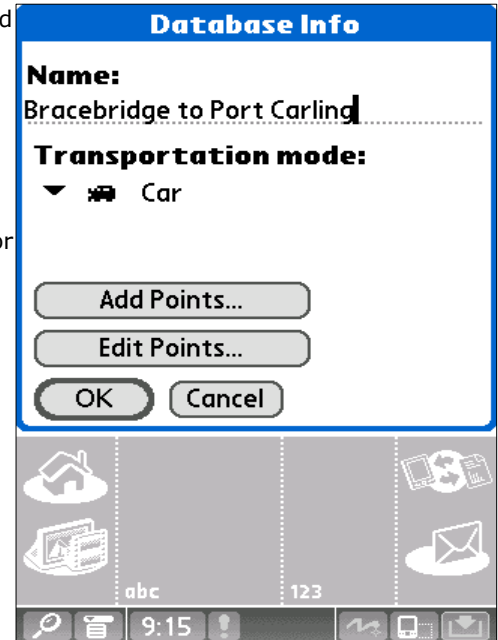 d
Database Info
Name:
Bracebridge to Port Carling
Transportation mode:
Car
or
Add Points...
Edit Points...
OK
Cancel
abc
123
9:15